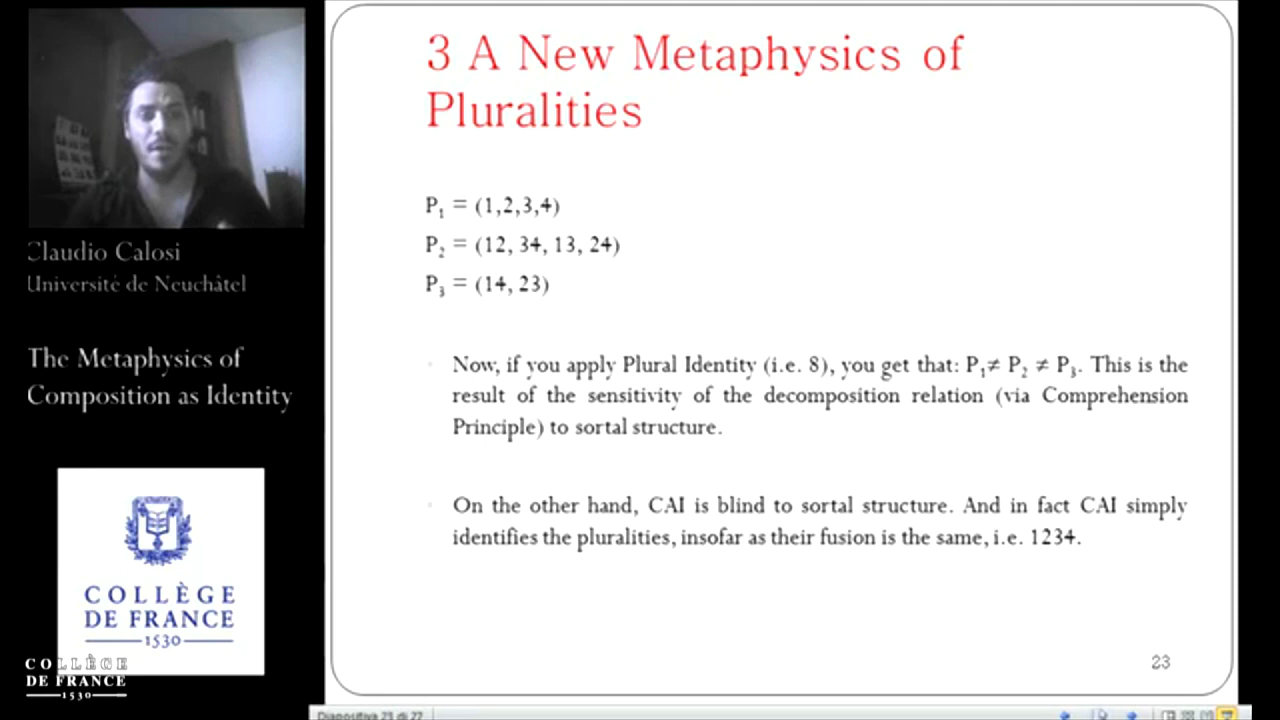 3 A New Metaphysics of
Pluralities
P₁ = (1,2,3,4)
P₂ = (12, 34, 13, 24)
P₃ = (14, 23)
Now, if you apply Plural Identity (i.e. 8), you get that: P₁≠ P₂ ≠ P₃. This is the
result of the sensitivity of the decomposition relation (via Comprehension
Principle) to sortal structure.
On the other hand, CAI is blind to sortal structure. And in fact CAI simply
identifies the pluralities, insofar as their fusion is the same, i.e. 1234.
23
Claudio Calosi
Université de Neuchâtel
The Metaphysics of
Composition as Identity
COLLÈGE
DE FRANCE
1530
COLLÈGE
DE FRANCE
1530
Diapositiva 23 di 27